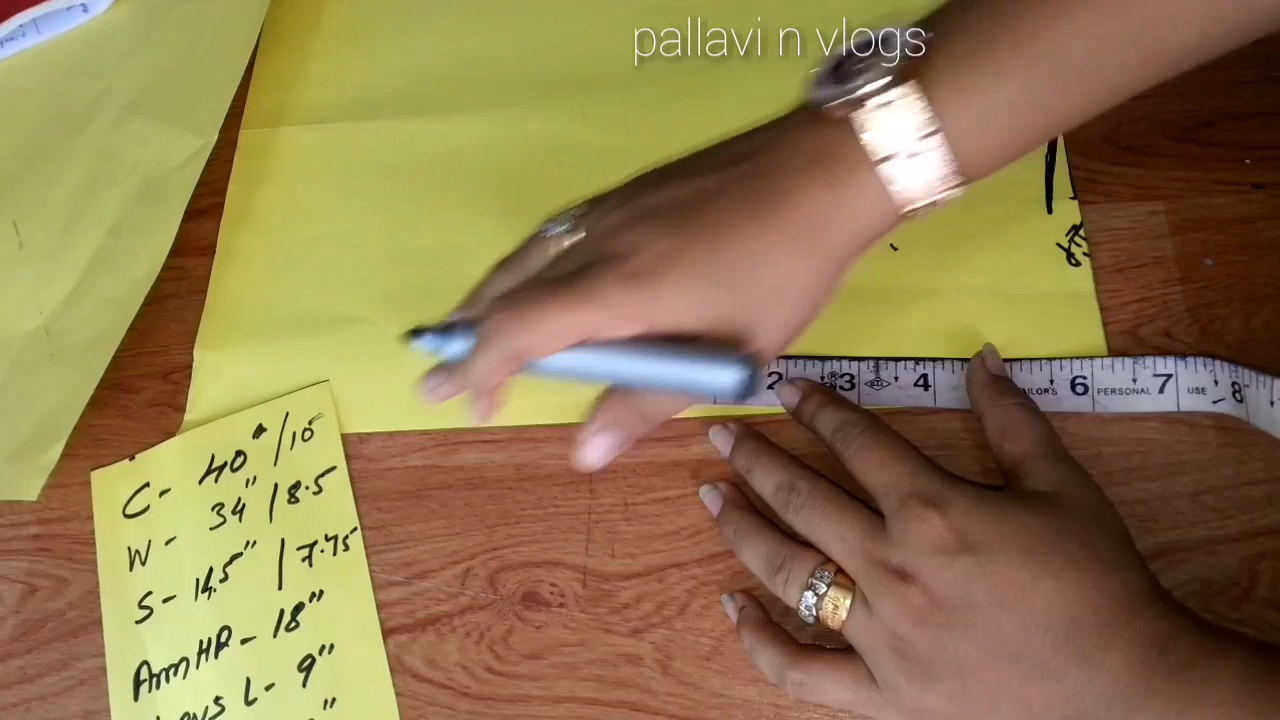 pallavi n vlogs
2 3 4 TAILOR'S 6 PERSONAL 7 USE 8
C- 40" /10
W- 34" /8.5
S- 14.5" /7.75
Arm HR - 18"
L- 9"